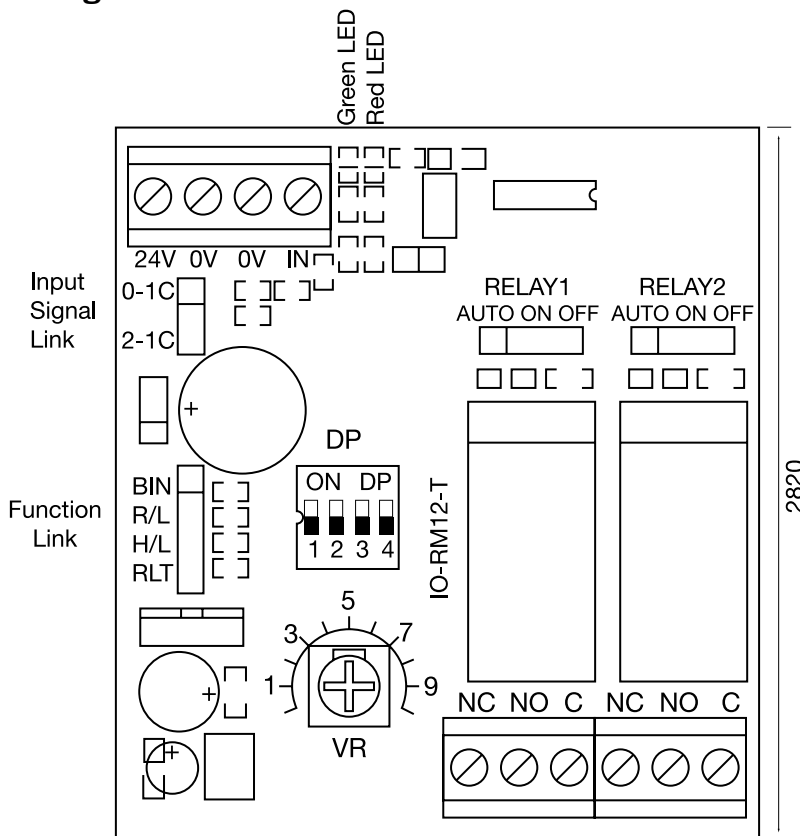 Green LED
Red LED
24V 0V 0V IN
Input
Signal
Link
0-1C
2-1C
RELAY1
AUTO ON OFF
RELAY2
AUTO ON OFF
DP
ON DP
1 2 3 4
Function
Link
BIN
R/L
H/L
RLT
IO-RM12-T
2820
1
3
5
7
9
VR
NC NO C
NC NO C